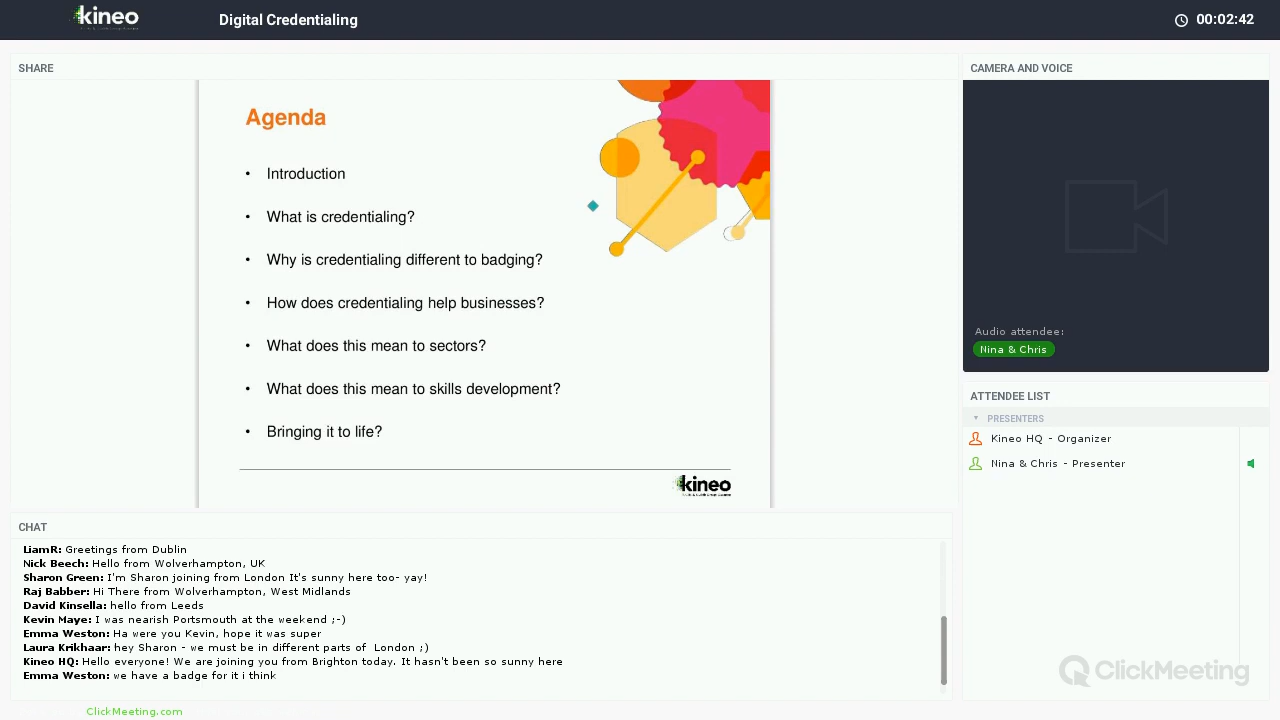 kineo
Digital Credentialing
00:02:42
SHARE
Agenda
• Introduction
• What is credentialing?
• Why is credentialing different to badging?
• How does credentialing help businesses?
• What does this mean to sectors?
• What does this mean to skills development?
• Bringing it to life?
kineo
CAMERA AND VOICE
Audio attendee:
Nina & Chris
ATTENDEE LIST
PRESENTERS
Kineo HQ - Organizer
Nina & Chris - Presenter
CHAT
LiamR: Greetings from Dublin
Nick Beech: Hello from Wolverhampton, UK
Sharon Green: I'm Sharon joining from London It's sunny here too- yay!
Raj Babber: Hi There from Wolverhampton, West Midlands
David Kinsella: hello from Leeds
Kevin Maye: I was nearish Portsmouth at the weekend ;-)
Emma Weston: Ha were you Kevin, hope it was super
Laura Krikhaar: hey Sharon - we must be in different parts of London ;)
Kineo HQ: Hello everyone! We are joining you from Brighton today. It hasn't been so sunny here
Emma Weston: we have a badge for it i think
ClickMeeting
ClickMeeting.com